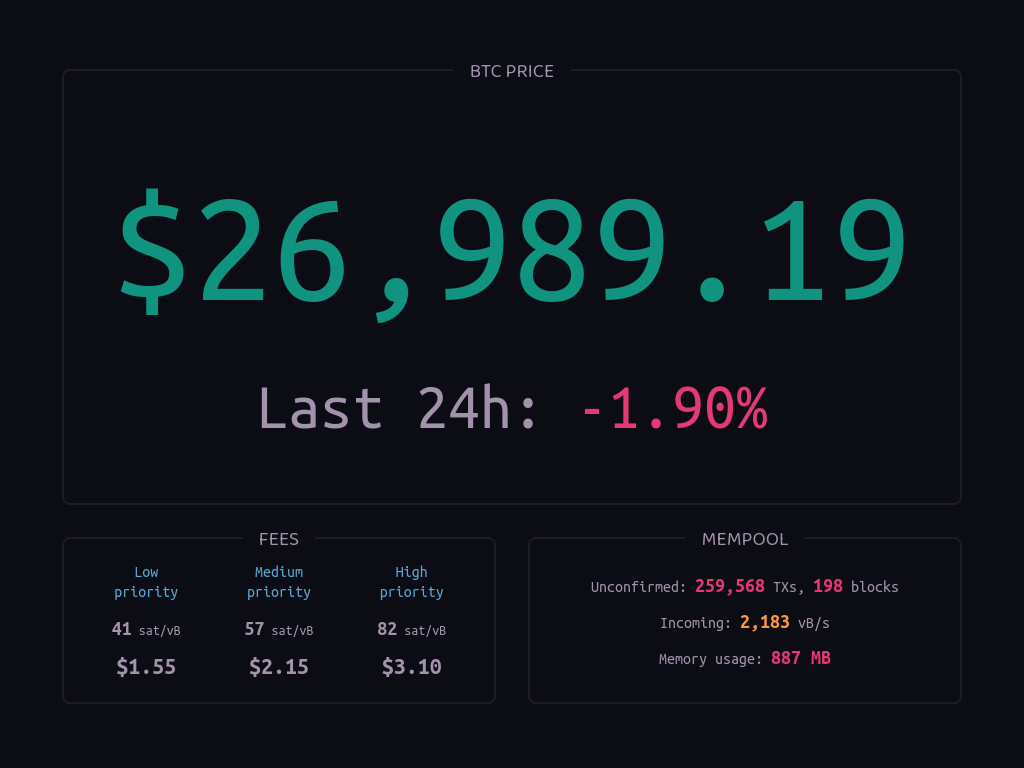 BTC PRICE
$26,989.19
Last 24h: -1.90%
FEES
Low priority
41 sat/vB
$1.55
Medium priority
57 sat/vB
$2.15
High priority
82 sat/vB
$3.10
MEMPOOL
Unconfirmed: 259,568 TXs, 198 blocks
Incoming: 2,183 vB/s
Memory usage: 887 MB